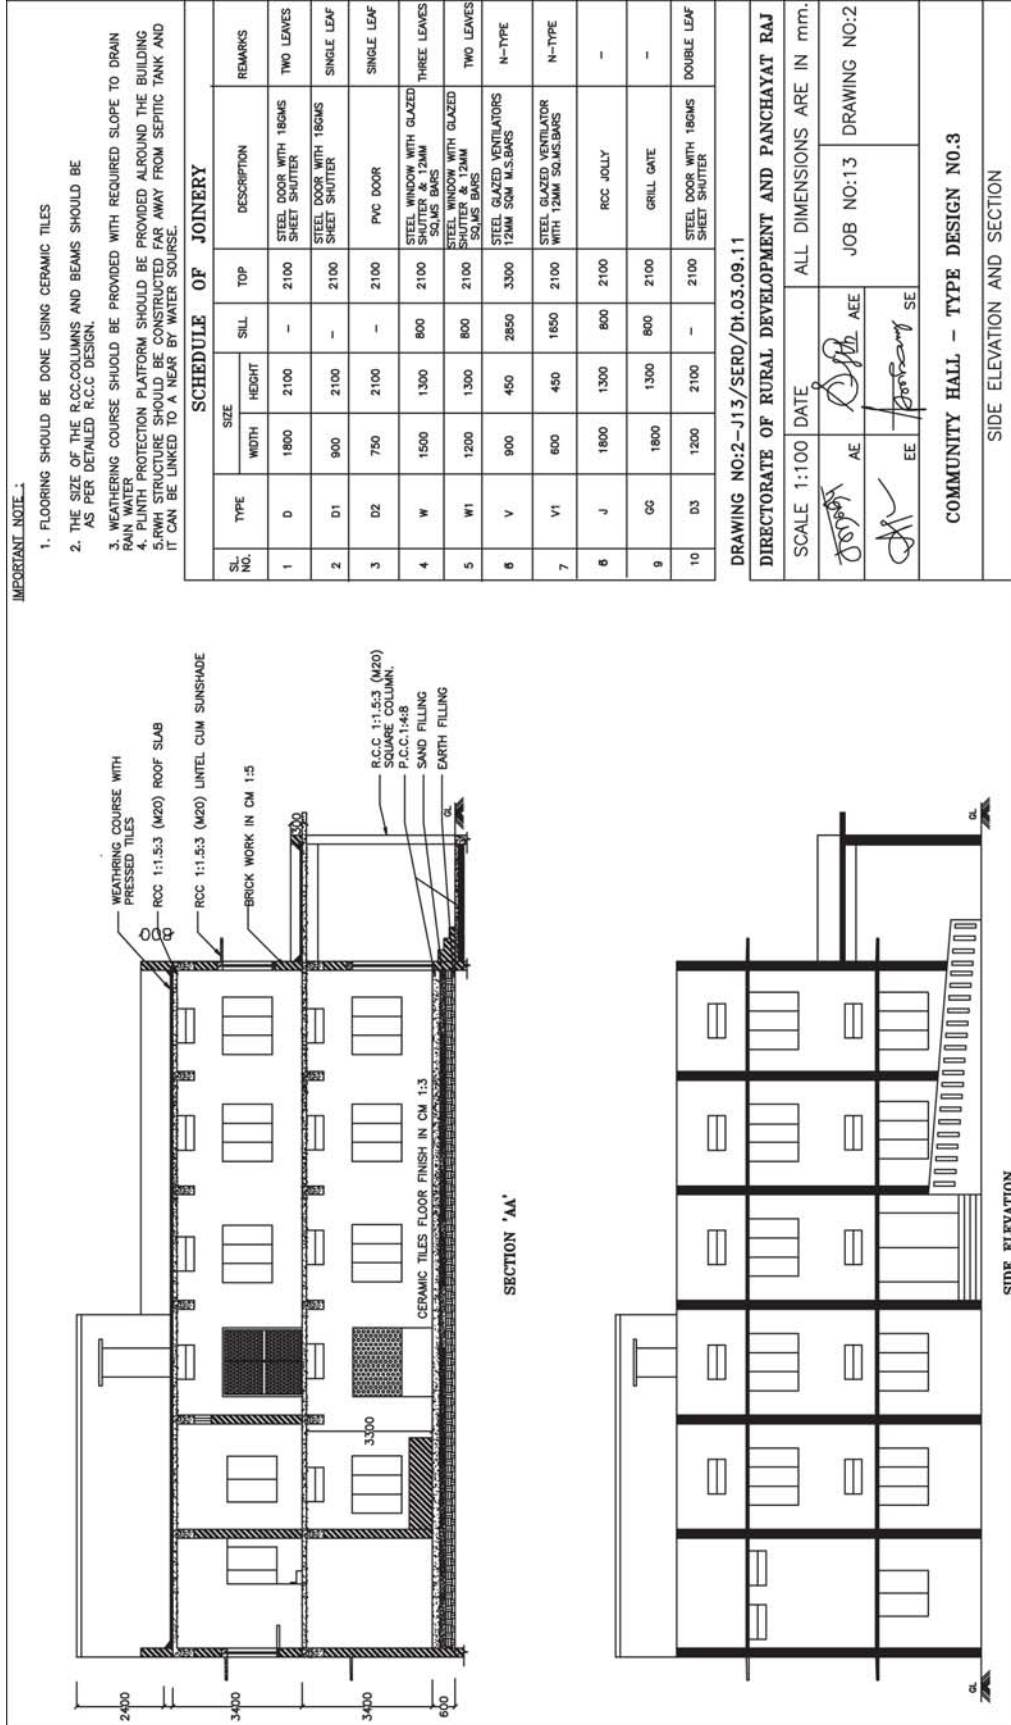 IMPORTANT NOTE :
1. FLOORING SHOULD BE DONE USING CERAMIC TILES
2. THE SIZE OF THE R.CC.COLUMNS AND BEAMS SHOULD BE
AS PER DETAILED R.C.C DESIGN.
3. WEATHERING COURSE SHUOLD BE PROVIDED WITH REQUIRED SLOPE TO DRAIN
RAIN WATER
4. PLINTH PROTECTION PLATFORM SHOULD BE PROVIDED ALROUND THE BUILDING
5.RWH STRUCTURE SHOULD BE CONSTRUCTED FAR AWAY FROM SEPITIC TANK AND
IT CAN BE LINKED TO A NEAR BY WATER SOURSE.
SCHEDULE OF JOINERY
SL. NO. TYPE SIZE WIDTH HEIGHT SILL TOP DESCRIPTION REMARKS
1 D 1800 2100 – 2100 STEEL DOOR WITH 18GMS SHEET SHUTTER TWO LEAVES
2 D1 900 2100 – 2100 STEEL DOOR WITH 18GMS SHEET SHUTTER SINGLE LEAF
3 D2 750 2100 – 2100 PVC DOOR SINGLE LEAF
4 W 1500 1300 800 2100 STEEL WINDOW WITH GLAZED SHUTTER & 12MM SQ,MS BARS THREE LEAVES
5 W1 1200 1300 800 2100 STEEL WINDOW WITH GLAZED SHUTTER & 12MM SQ,MS BARS TWO LEAVES
6 V 900 450 2850 3300 STEEL GLAZED VENTILATORS 12MM SQM M.S.BARS N–TYPE
7 V1 600 450 1650 2100 STEEL GLAZED VENTILATOR WITH 12MM SQ.MS.BARS N–TYPE
8 J 1800 1300 800 2100 RCC JOLLY –
9 GG 1800 1300 800 2100 GRILL GATE –
10 D3 1200 2100 – 2100 STEEL DOOR WITH 18GMS SHEET SHUTTER DOUBLE LEAF
DRAWING NO:2–J13/SERD/Dt.03.09.11
DIRECTORATE OF RURAL DEVELOPMENT AND PANCHAYAT RAJ
SCALE 1:100 DATE ALL DIMENSIONS ARE IN mm.
AE AEE JOB NO:13 DRAWING NO:2
EE SE
COMMUNITY HALL – TYPE DESIGN NO.3
SIDE ELEVATION AND SECTION
WEATHRING COURSE WITH
PRESSED TILES
RCC 1:1.5:3 (M20) ROOF SLAB
RCC 1:1.5:3 (M20) LINTEL CUM SUNSHADE
BRICK WORK IN CM 1:5
R.C.C 1:1.5:3 (M20)
SQUARE COLUMN.
P.C.C.1:4:8
SAND FILLING
EARTH FILLING
600
300
3300
CERAMIC TILES FLOOR FINISH IN CM 1:3
GL
2400
3400
3400
600
SECTION 'AA'
GL
GL
SIDE ELEVATION